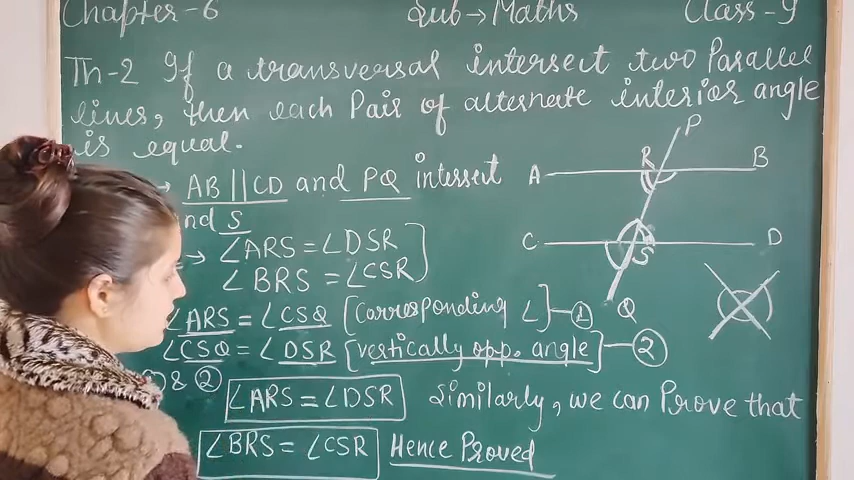 Chapter-6 Sub→Maths Class-9
Th-2 If a transversal intersect two Parallel
lines, then each Pair of alternate interior angle
is equal.
→ AB || CD and PQ intersect
nd S
→ ∠ARS = ∠DSR
∠BRS = ∠CSR
∠ARS = ∠CSQ [Corresponding ∠]—①
∠CSQ = ∠DSR [vertically opp. angle]—②
& ②
∠ARS = ∠DSR Similarly, we can Prove that
∠BRS = ∠CSR Hence Proved
P
A R B
C S D
Q